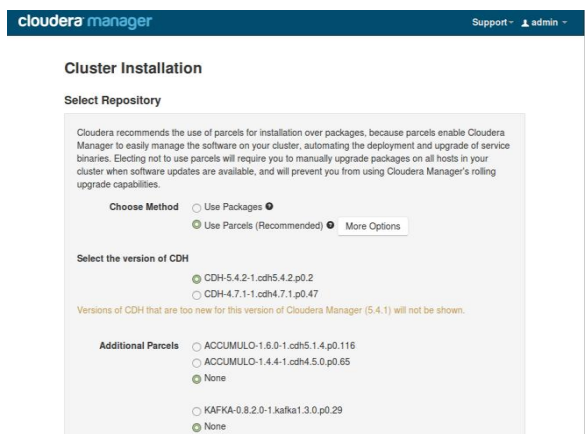 cloudera manager
Support
admin
Cluster Installation
Select Repository
Cloudera recommends the use of parcels for installation over packages, because parcels enable Cloudera
Manager to easily manage the software on your cluster, automating the deployment and upgrade of service
binaries. Electing not to use parcels will require you to manually upgrade packages on all hosts in your
cluster when software updates are available, and will prevent you from using Cloudera Manager's rolling
upgrade capabilities.
Choose Method
Use Packages ?
Use Parcels (Recommended) ? More Options
Select the version of CDH
CDH-5.4.2-1.cdh5.4.2.p0.2
CDH-4.7.1-1.cdh4.7.1.p0.47
Versions of CDH that are too new for this version of Cloudera Manager (5.4.1) will not be shown.
Additional Parcels
ACCUMULO-1.6.0-1.cdh5.1.4.p0.116
ACCUMULO-1.4.4-1.cdh4.5.0.p0.65
None
KAFKA-0.8.2.0-1.kafka1.3.0.p0.29
None